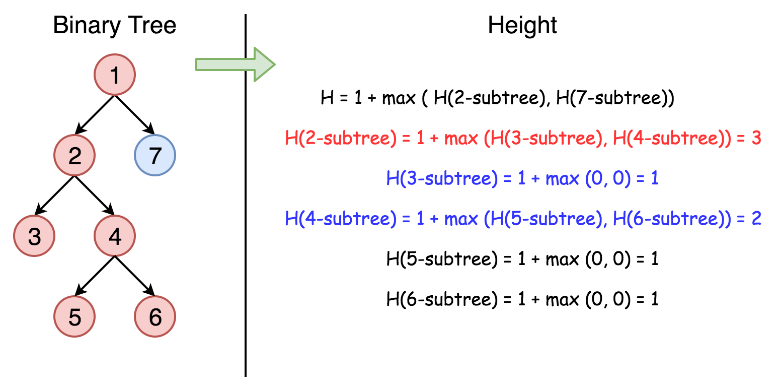 Binary Tree
1
2
7
3
4
5
6
Height
H = 1 + max ( H(2-subtree), H(7-subtree))
H(2-subtree) = 1 + max (H(3-subtree), H(4-subtree)) = 3
H(3-subtree) = 1 + max (0, 0) = 1
H(4-subtree) = 1 + max (H(5-subtree), H(6-subtree)) = 2
H(5-subtree) = 1 + max (0, 0) = 1
H(6-subtree) = 1 + max (0, 0) = 1